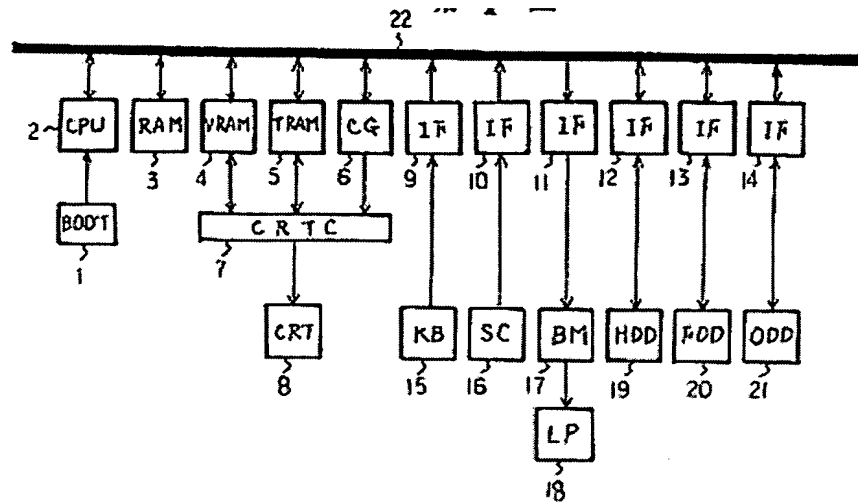 22
CPU RAM VRAM TRAM CG IF IF IF IF IF IF
2 3 4 5 6 9 10 11 12 13 14
BOOT CRTC
1 7
CRT KB SC BM HDD FDD ODD
8 15 16 17 19 20 21
LP
18